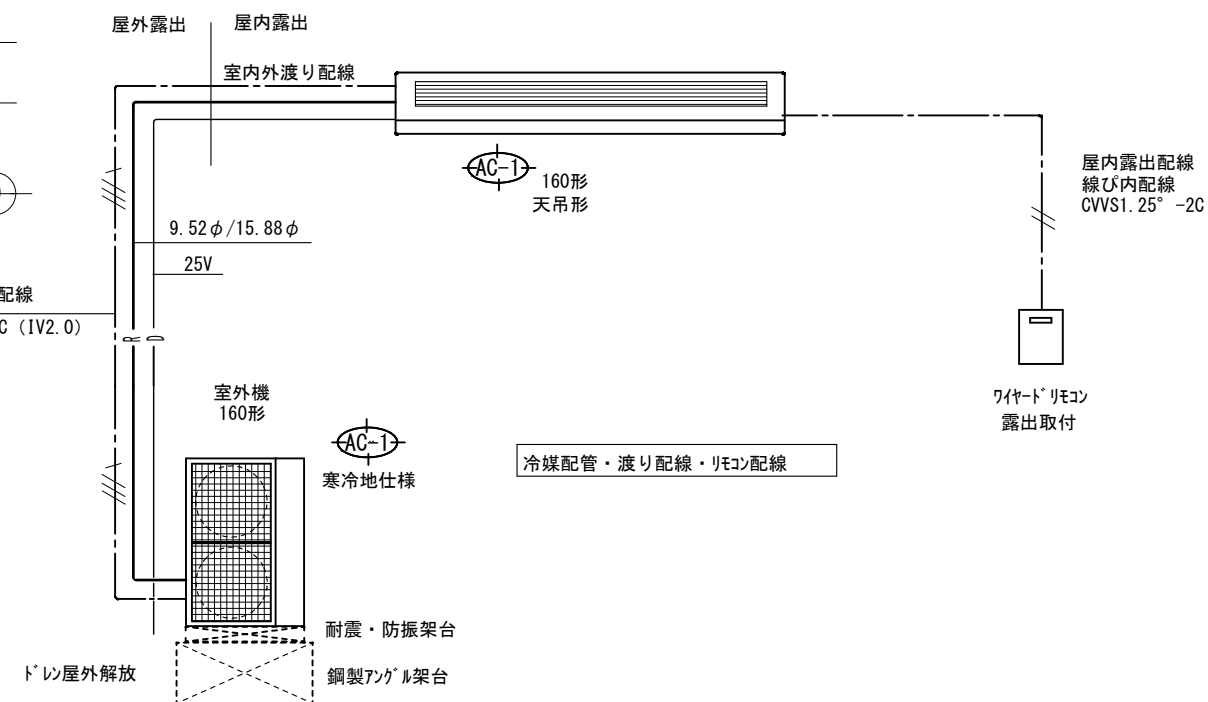 屋外露出
屋内露出
室内外渡り配線
AC-1
160形
天吊形
屋内露出配線
線ぴ内配線
CVVS1.25°-2C
9.52φ/15.88φ
25V
配線
C (IV2.0)
R
D
室外機
160形
AC-1
寒冷地仕様
冷媒配管・渡り配線・ﾘﾓｺﾝ配線
ﾜｲﾔｰﾄﾞﾘﾓｺﾝ
露出取付
耐震・防振架台
ﾄﾞﾚﾝ屋外解放
鋼製ｱﾝｸﾞﾙ架台